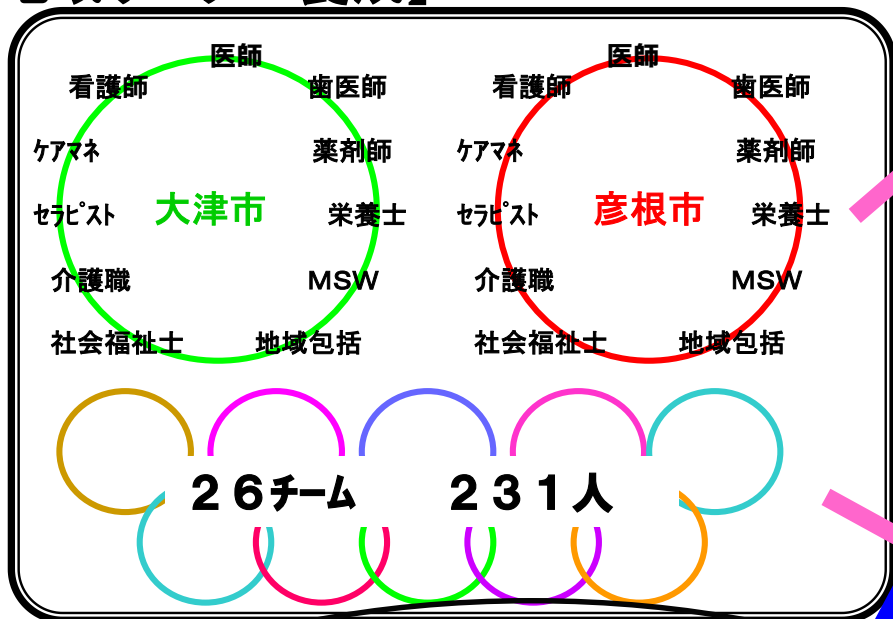 医師
看護師
歯医師
ｹｱﾏﾈ
薬剤師
ｾﾗﾋﾟｽﾄ
大津市
栄養士
介護職
ＭＳＷ
社会福祉士
地域包括
医師
看護師
歯医師
ｹｱﾏﾈ
薬剤師
ｾﾗﾋﾟｽﾄ
彦根市
栄養士
介護職
ＭＳＷ
社会福祉士
地域包括
２６ﾁｰﾑ　２３１人